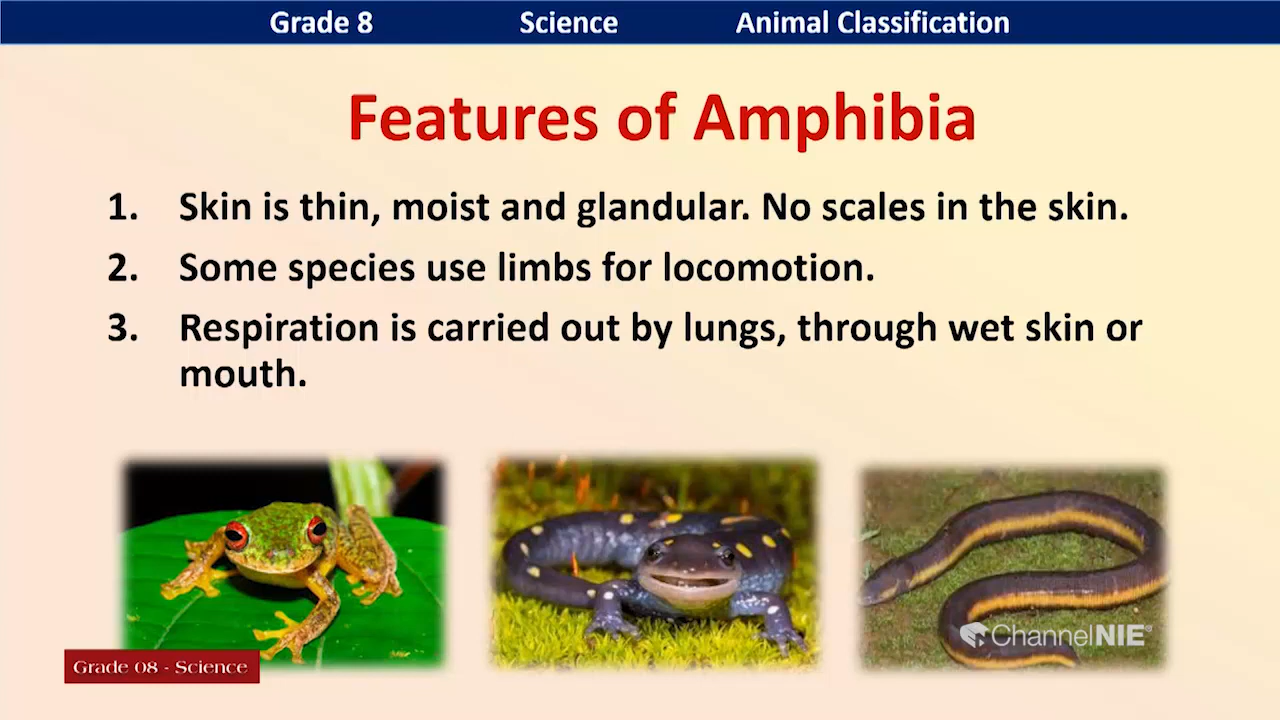 Grade 8 Science Animal Classification
Features of Amphibia
1. Skin is thin, moist and glandular. No scales in the skin.
2. Some species use limbs for locomotion.
3. Respiration is carried out by lungs, through wet skin or
mouth.
ChannelNIE®
Grade 08 - Science